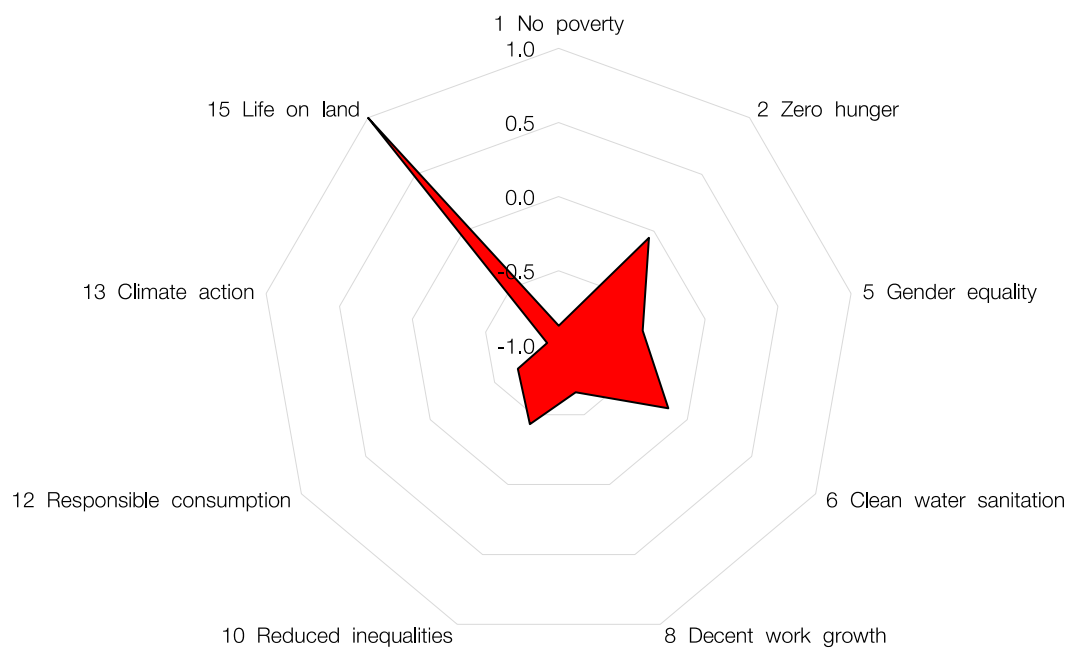 1 No poverty
1.0
15 Life on land
2 Zero hunger
0.5
0.0
-0.5
13 Climate action
5 Gender equality
-1.0
12 Responsible consumption
6 Clean water sanitation
10 Reduced inequalities
8 Decent work growth